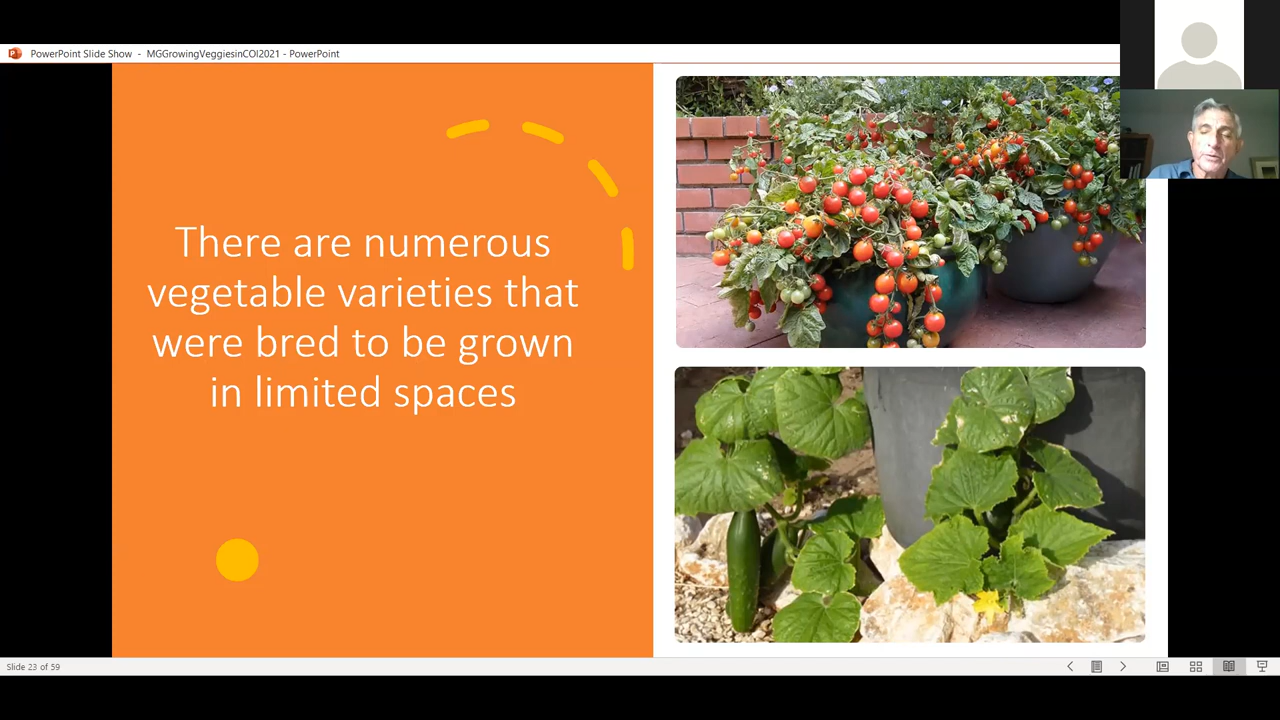 PowerPoint Slide Show - MGGrowingVeggiesinCOI2021 - PowerPoint
There are numerous
vegetable varieties that
were bred to be grown
in limited spaces
Slide 23 of 59